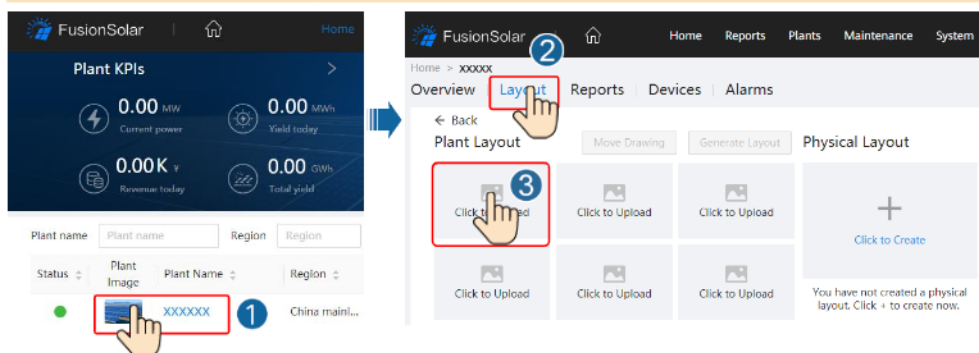 FusionSolar
Home
Plant KPIs
>
0.00 MW
Current power
0.00 MWh
Yield today
0.00K ¥
Revenue today
0.00 GWh
Total yield
Plant name
Plant name
Region
Region
Status
Plant Image
Plant Name
Region
XXXXXX
China mainl...
1
FusionSolar
Home
Reports
Plants
Maintenance
System
2
Home > xxxxx
Overview
Layout
Reports
Devices
Alarms
← Back
Plant Layout
Move Drawing
Generate Layout
Physical Layout
3
Click to Upload
Click to Upload
Click to Upload
+
Click to Create
Click to Upload
Click to Upload
Click to Upload
You have not created a physical
layout. Click + to create now.